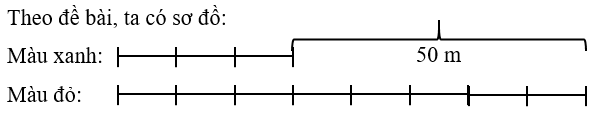 Theo đề bài, ta có sơ đồ:
Màu xanh:
50 m
Màu đỏ: